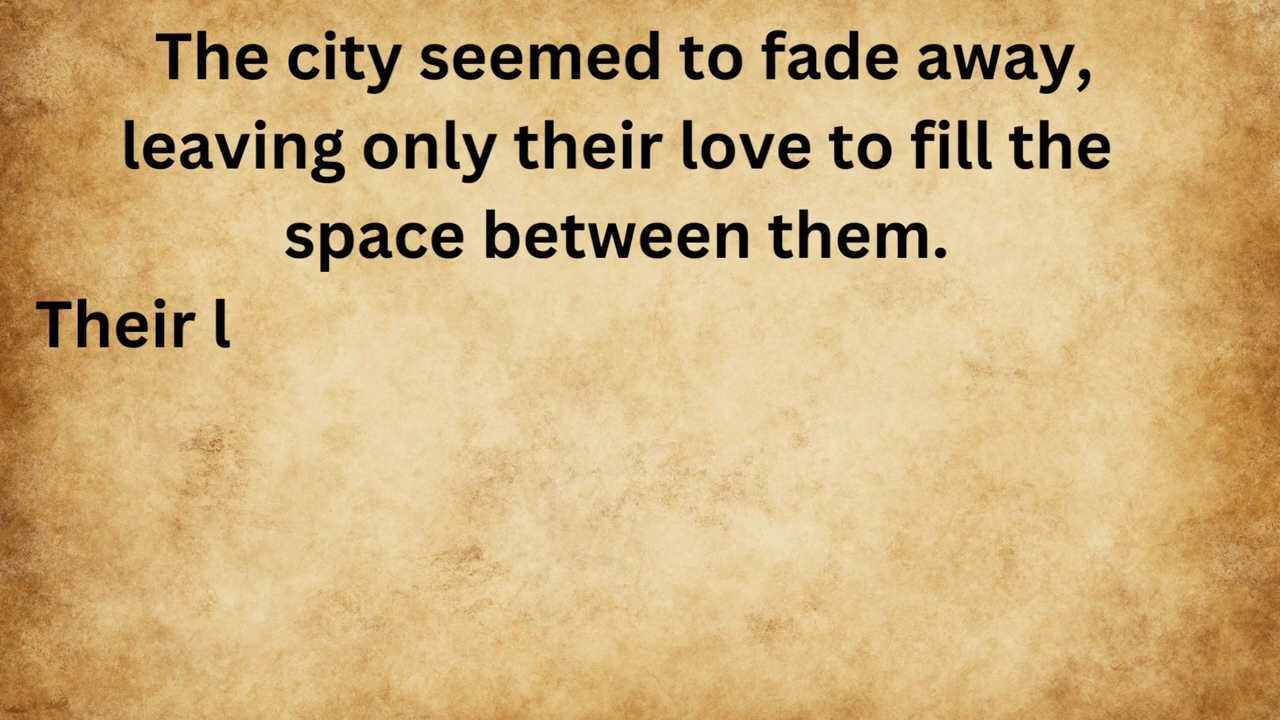 The city seemed to fade away,
leaving only their love to fill the
space between them.
Their l